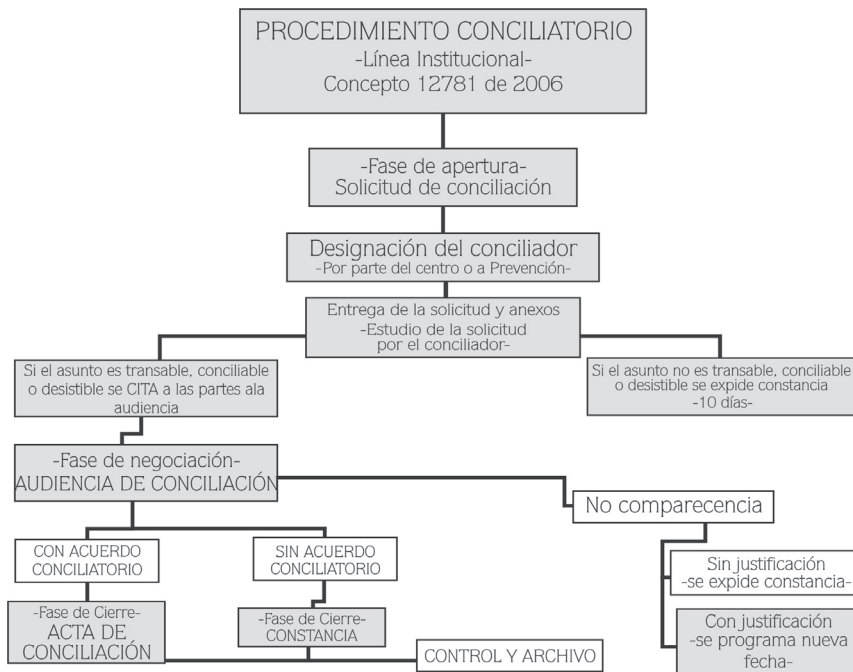 PROCEDIMIENTO CONCILIATORIO
-Línea Institucional-
Concepto 12781 de 2006
-Fase de apertura-
Solicitud de conciliación
Designación del conciliador
-Por parte del centro o a Prevención-
Entrega de la solicitud y anexos
-Estudio de la solicitud
por el conciliador-
Si el asunto es transable, conciliable
o desistible se CITA a las partes ala
audiencia
Si el asunto no es transable, conciliable
o desistible se expide constancia
-10 días-
-Fase de negociación-
AUDIENCIA DE CONCILIACIÓN
No comparecencia
CON ACUERDO
CONCILIATORIO
SIN ACUERDO
CONCILIATORIO
Sin justificación
-se expide constancia-
-Fase de Cierre-
ACTA DE
CONCILIACIÓN
-Fase de Cierre-
CONSTANCIA
Con justificación
-se programa nueva
fecha-
CONTROL Y ARCHIVO